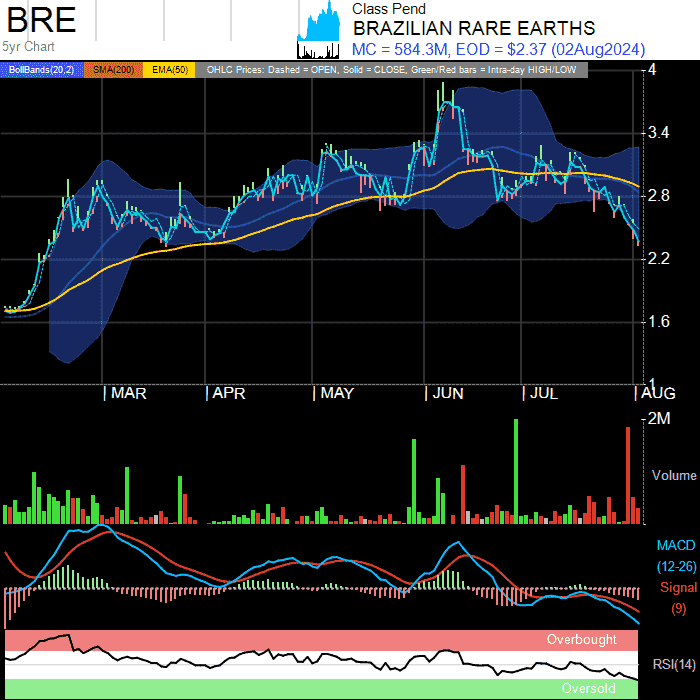 BRE
5yr Chart
Class Pend
BRAZILIAN RARE EARTHS
MC = 584.3M, EOD = $2.37 (02Aug2024)
BollBands(20,2) SMA(200) EMA(50) OHLC Prices: Dashed = OPEN, Solid = CLOSE, Green/Red bars = Intra-day HIGH/LOW
4
3.4
2.8
2.2
1.6
1
MAR APR MAY JUN JUL AUG
2M
Volume
MACD
(12-26)
Signal
(9)
Overbought
RSI(14)
Oversold